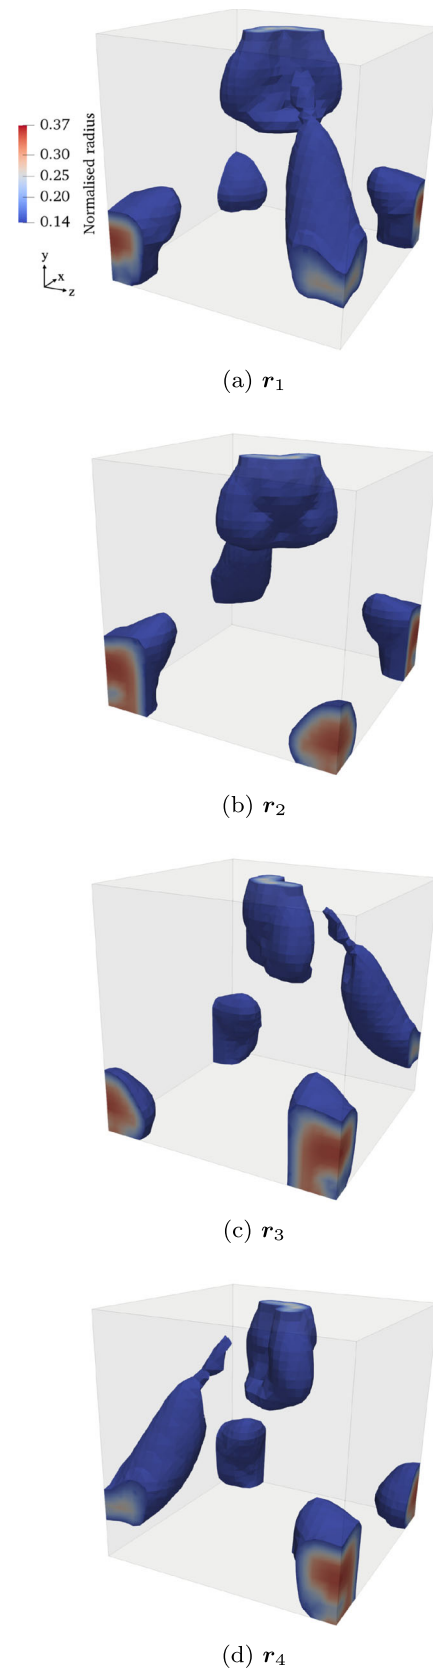 0.37
0.30
0.25
0.20
0.14
Normalised radius
y
x
z
(a) r1
(b) r2
(c) r3
(d) r4